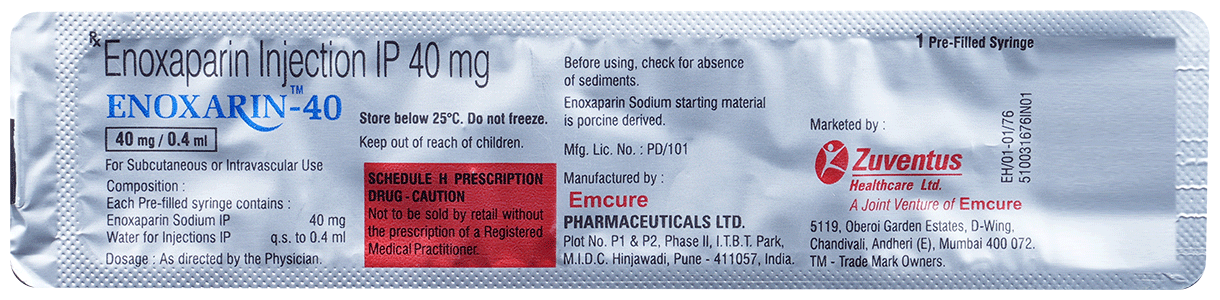 Rx Enoxaparin Injection IP 40 mg
ENOXARIN™-40
40 mg / 0.4 ml
For Subcutaneous or Intravascular Use
Composition :
Each Pre-filled syringe contains :
Enoxaparin Sodium IP 40 mg
Water for Injections IP q.s. to 0.4 ml
Dosage : As directed by the Physician.
Store below 25°C. Do not freeze.
Keep out of reach of children.
SCHEDULE H PRESCRIPTION
DRUG - CAUTION
Not to be sold by retail without
the prescription of a Registered
Medical Practitioner.
Before using, check for absence
of sediments.
Enoxaparin Sodium starting material
is porcine derived.
Mfg. Lic. No. : PD/101
Manufactured by :
Emcure
PHARMACEUTICALS LTD.
Plot No. P1 & P2, Phase II, I.T.B.T. Park,
M.I.D.C. Hinjawadi, Pune - 411057, India.
1 Pre-Filled Syringe
Marketed by :
Zuventus
Healthcare Ltd.
A Joint Venture of Emcure
5119, Oberoi Garden Estates, D-Wing,
Chandivali, Andheri (E), Mumbai 400 072.
TM - Trade Mark Owners.
EH/01-01/76
510031676IN01